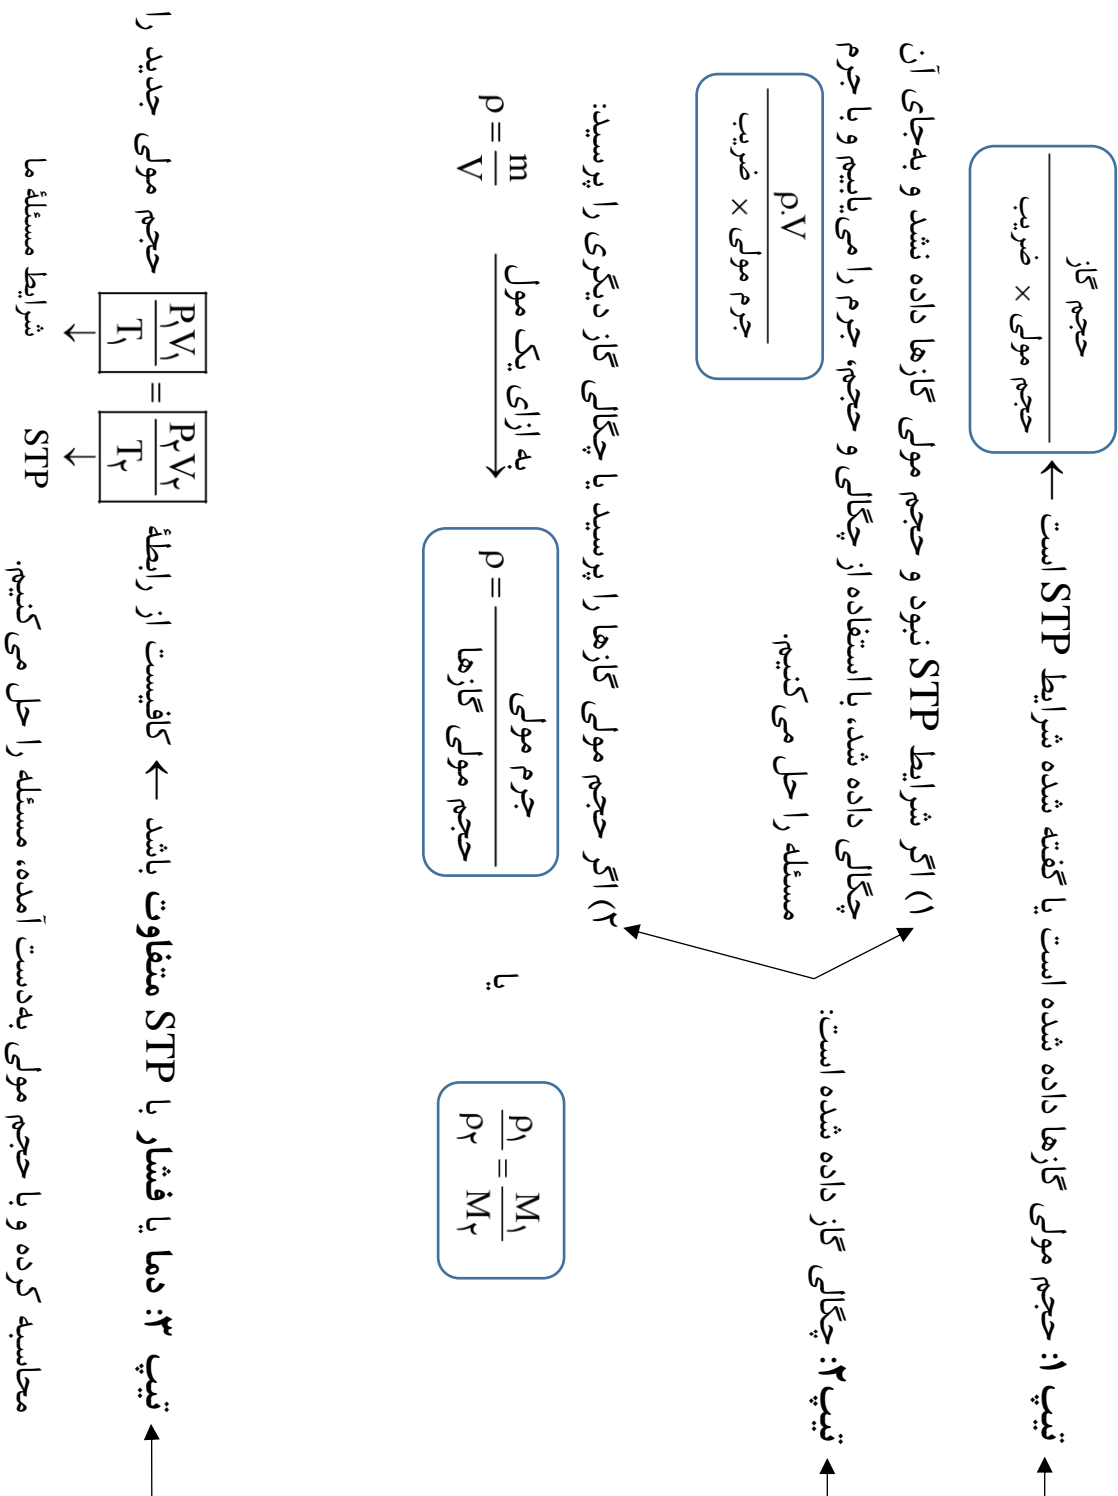 تیپ ۱: حجم مولی گازها داده شده است یا گفته شده شرایط STP است ← حجم گاز / حجم مولی × ضریب
تیپ۲: چگالی گاز داده شده است:
۱) اگر شرایط STP نبود و حجم مولی گازها داده نشد و به‌جای آن
چگالی داده شد، با استفاده از چگالی و حجم، جرم را می‌یابیم و با جرم
مسئله را حل می‌کنیم.
ρ.V / جرم مولی × ضریب
۲) اگر حجم مولی گازها را پرسید یا چگالی گاز دیگری را پرسید:
ρ = m / V
به ازای یک مول
ρ = جرم مولی / حجم مولی گازها
یا
ρ۱ / ρ۲ = M۱ / M۲
تیپ ۳: دما یا فشار با STP متفاوت باشد ← کافیست از رابطهٔ P۱V۱ / T۱ = P۲V۲ / T۲ حجم مولی جدید را
↓ شرایط مسئلهٔ ما
↓ STP
محاسبه کرده و با حجم مولی به‌دست آمده، مسئله را حل می‌کنیم.